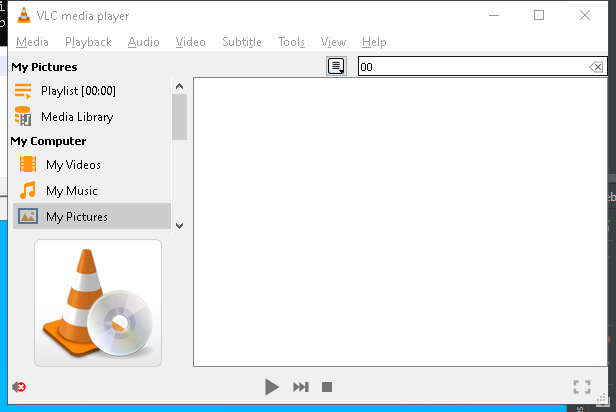 VLC media player
Media Playback Audio Video Subtitle Tools View Help
My Pictures
00
Playlist [00:00]
Media Library
My Computer
My Videos
My Music
My Pictures